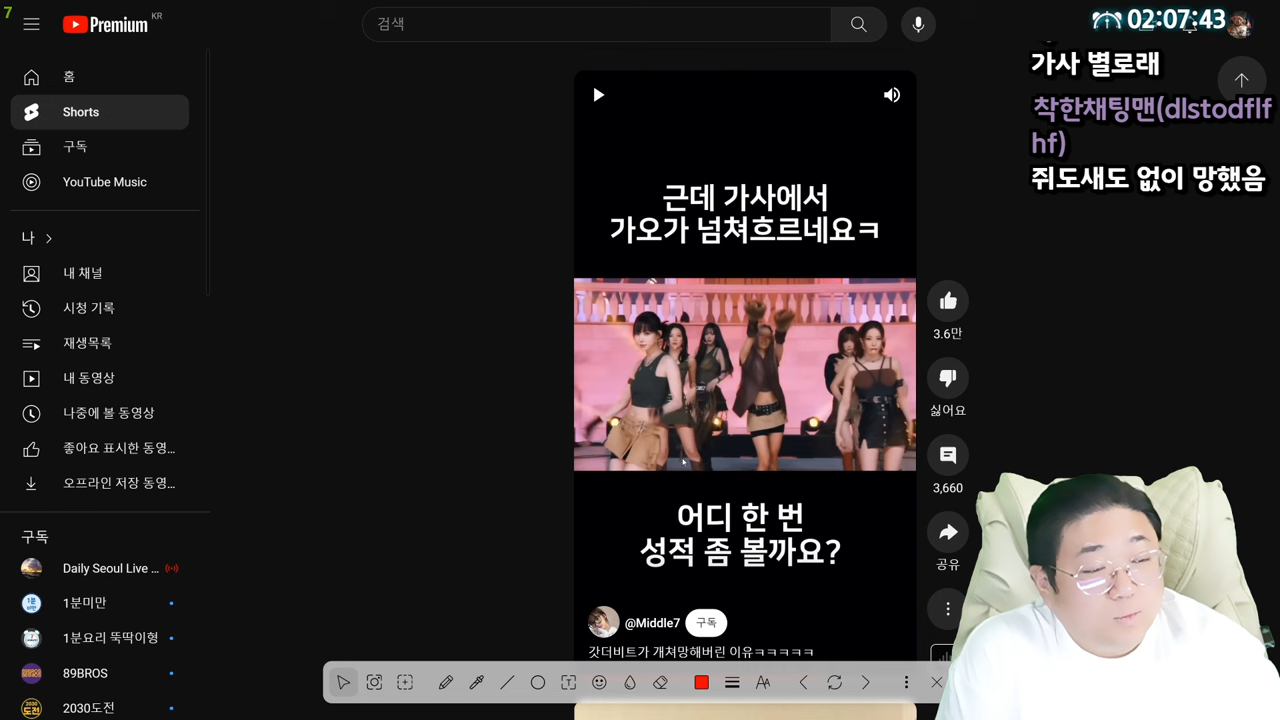 7
Premium
KR
검색
02:07:43
홈
Shorts
구독
YouTube Music
나
내 채널
시청 기록
재생목록
내 동영상
나중에 볼 동영상
좋아요 표시한 동영...
오프라인 저장 동영...
구독
Daily Seoul Live ...
1분미만
1분요리 뚝딱이형
89BROS
2030도전
근데 가사에서
가오가 넘쳐흐르네요ㅋ
어디 한 번
성적 좀 볼까요?
@Middle7
구독
갓더비트가 개쳐망해버린 이유ㅋㅋㅋㅋㅋ
3.6만
싫어요
3,660
공유
가사 별로래
착한채팅맨(dlstodflf
hf)
쥐도새도 없이 망했음